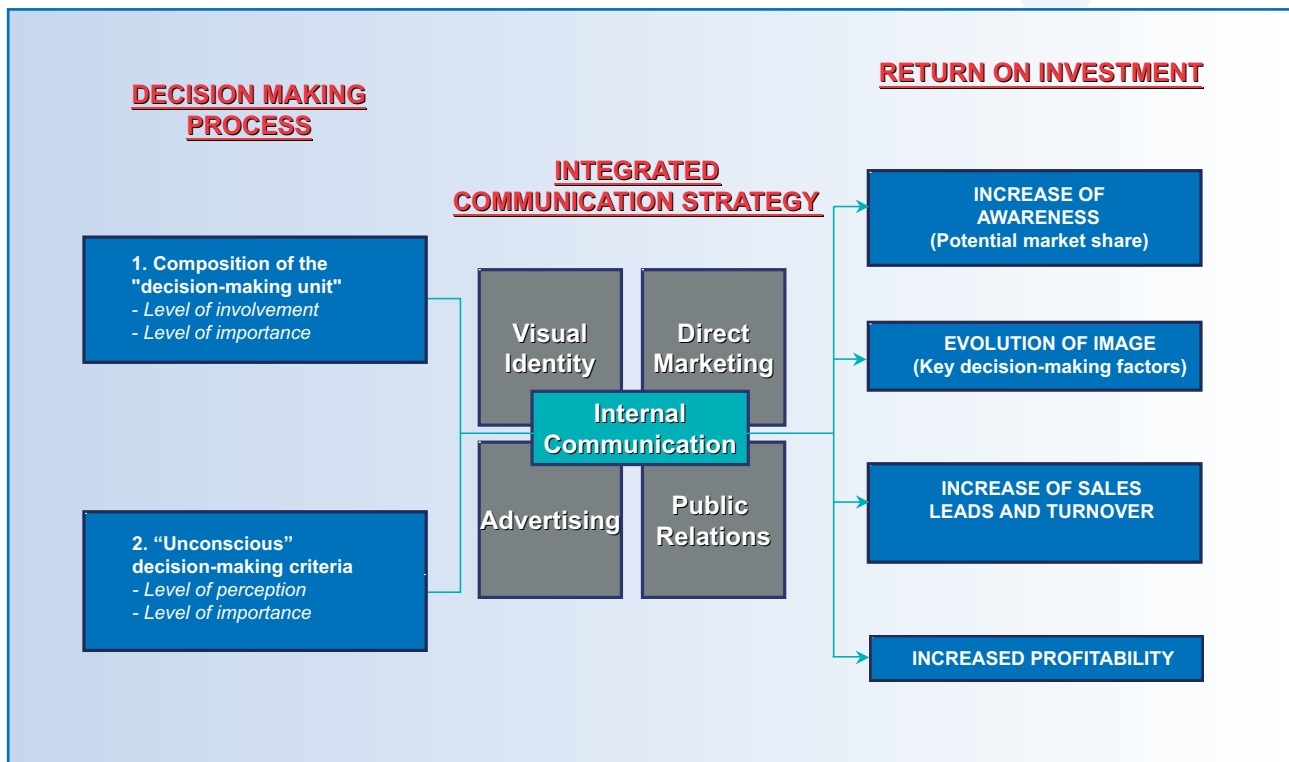 DECISION MAKING
PROCESS
1. Composition of the
"decision-making unit"
- Level of involvement
- Level of importance
2. “Unconscious”
decision-making criteria
- Level of perception
- Level of importance
INTEGRATED
COMMUNICATION STRATEGY
Visual
Identity
Direct
Marketing
Internal
Communication
Advertising
Public
Relations
RETURN ON INVESTMENT
INCREASE OF
AWARENESS
(Potential market share)
EVOLUTION OF IMAGE
(Key decision-making factors)
INCREASE OF SALES
LEADS AND TURNOVER
INCREASED PROFITABILITY